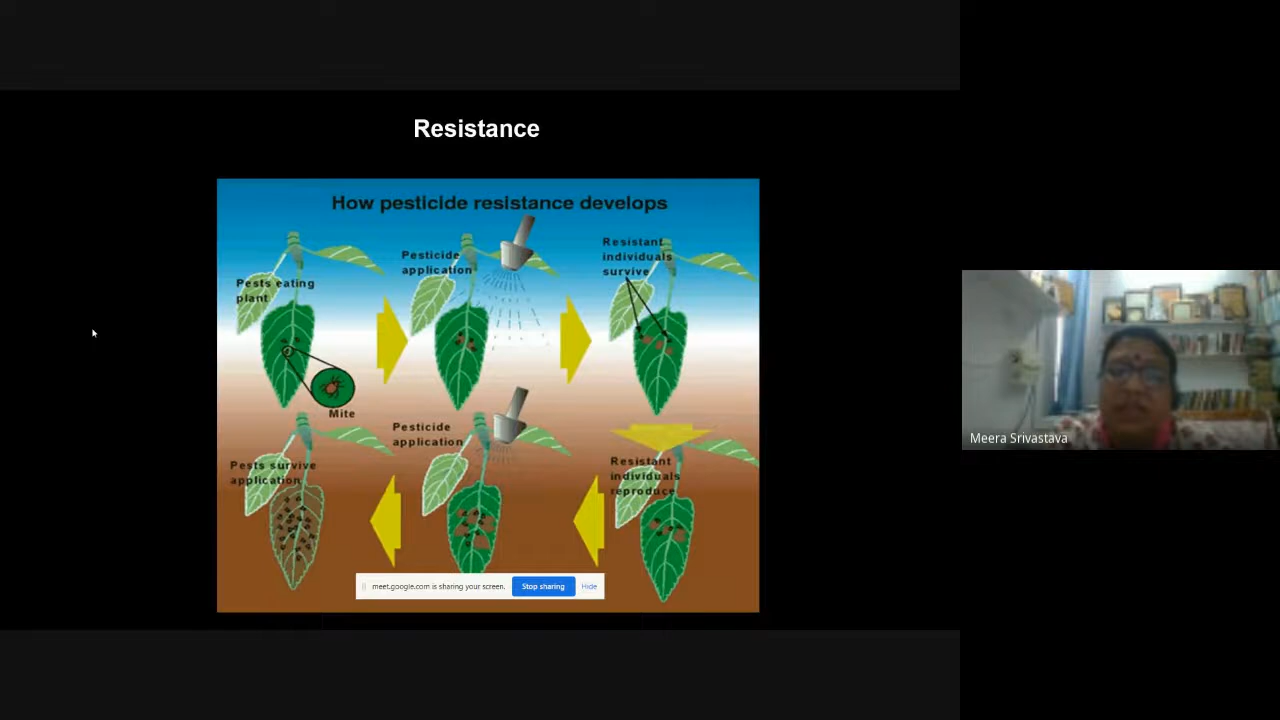 Resistance
How pesticide resistance develops
Pests eating
plant
Mite
Pesticide
application
Resistant
individuals
survive
Resistant
individuals
reproduce
Pesticide
application
Pests survive
application
meet.google.com is sharing your screen. Stop sharing Hide
Meera Srivastava